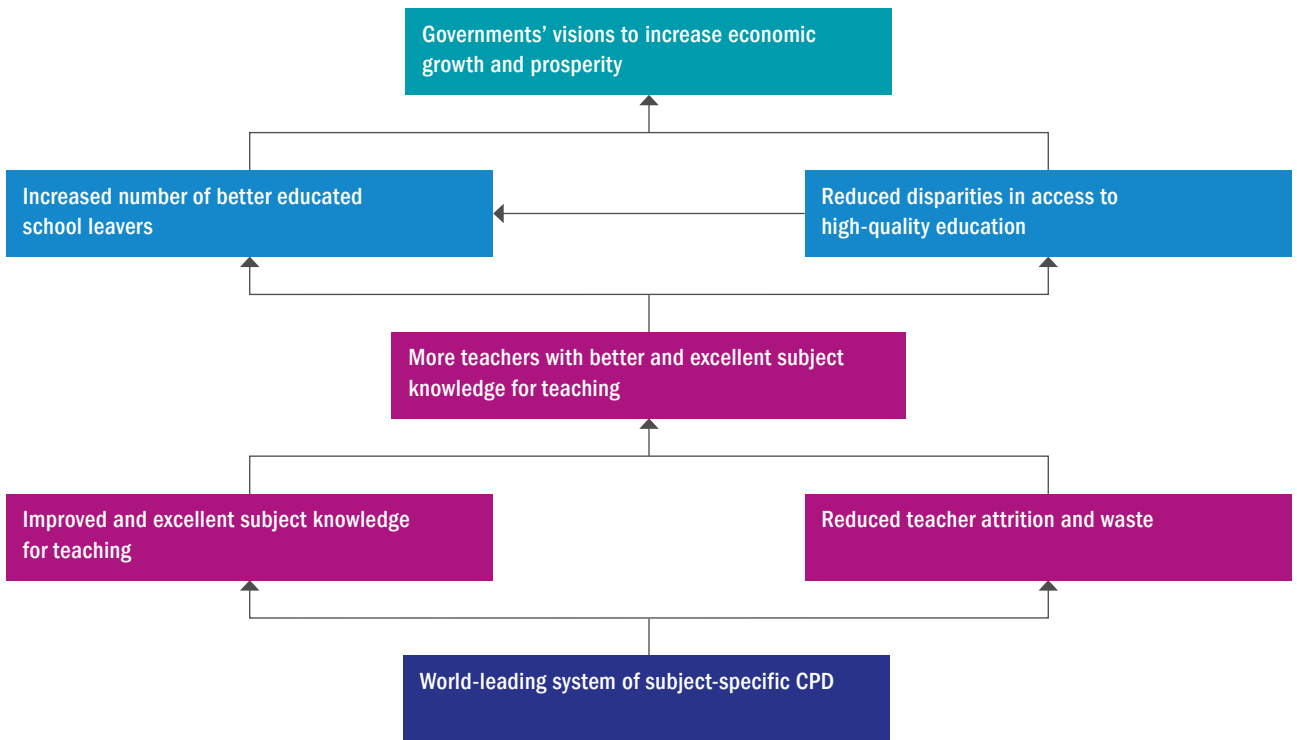 Governments’ visions to increase economic
growth and prosperity
Increased number of better educated
school leavers
Reduced disparities in access to
high-quality education
More teachers with better and excellent subject
knowledge for teaching
Improved and excellent subject knowledge
for teaching
Reduced teacher attrition and waste
World-leading system of subject-specific CPD